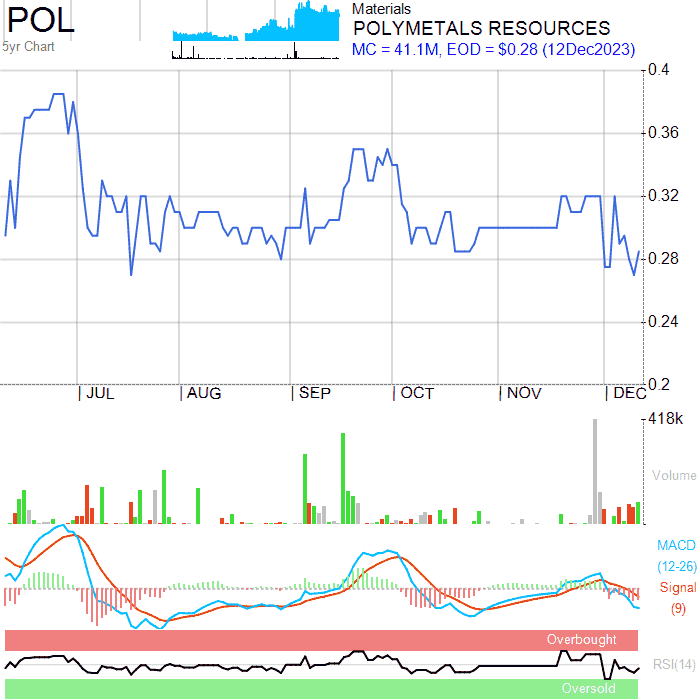 POL
5yr Chart
Materials
POLYMETALS RESOURCES
MC = 41.1M, EOD = $0.28 (12Dec2023)
0.4
0.36
0.32
0.28
0.24
0.2
| JUL | AUG | SEP | OCT | NOV | DEC
418k
Volume
MACD
(12-26)
Signal
(9)
Overbought
RSI(14)
Oversold